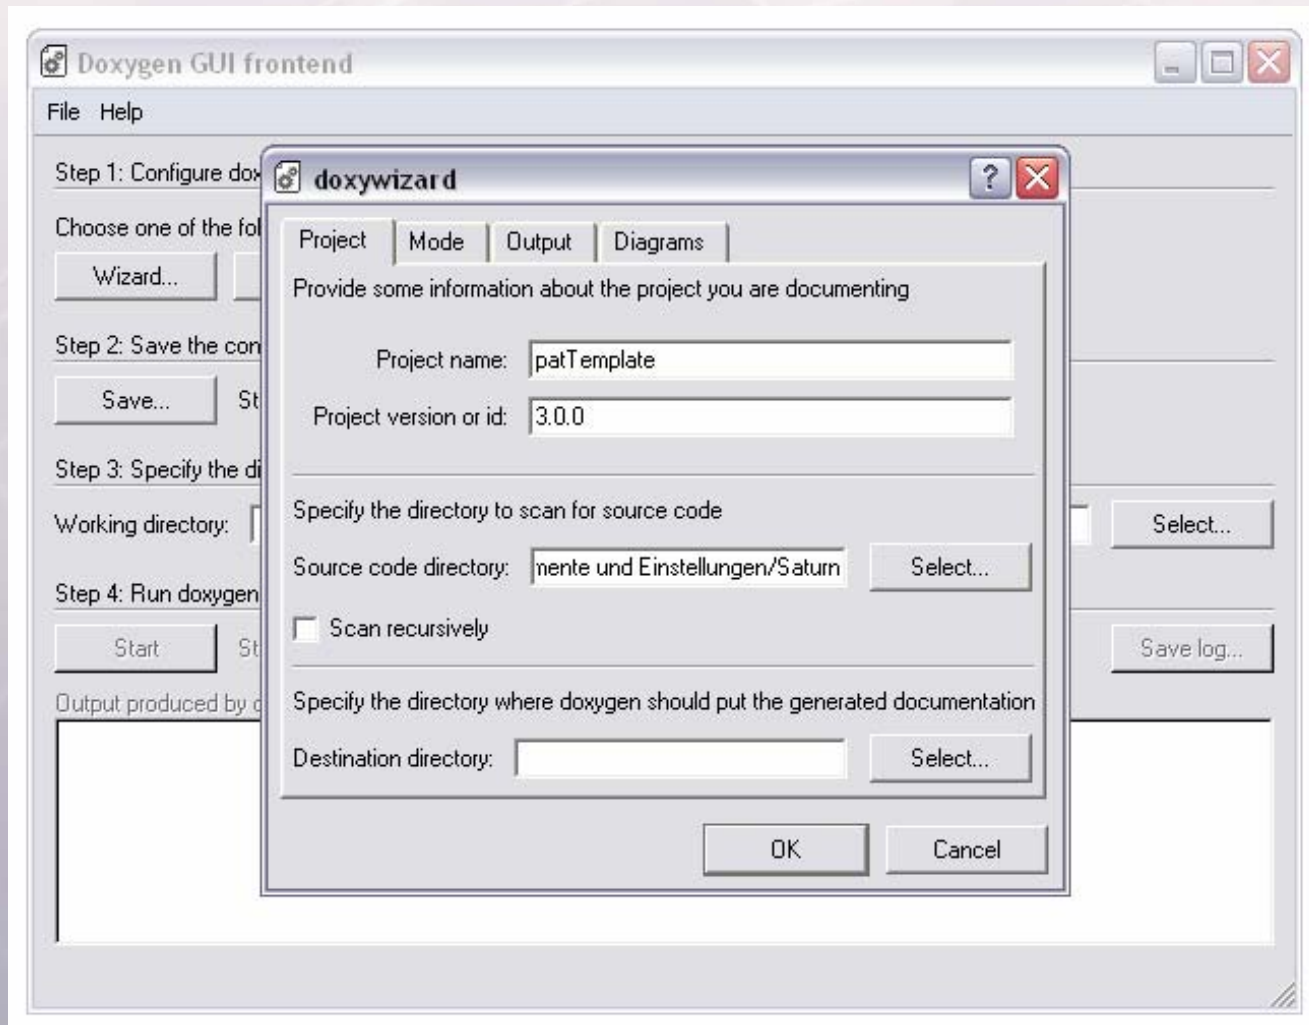 Doxygen GUI frontend
File Help
Step 1: Configure dox
Choose one of the fol
Wizard...
Step 2: Save the con
Save... St
Step 3: Specify the di
Working directory: Select...
Step 4: Run doxygen
Start St Save log...
Output produced by d
doxywizard
Project Mode Output Diagrams
Provide some information about the project you are documenting
Project name: patTemplate
Project version or id: 3.0.0
Specify the directory to scan for source code
Source code directory: mente und Einstellungen/Saturn Select...
Scan recursively
Specify the directory where doxygen should put the generated documentation
Destination directory: Select...
OK Cancel